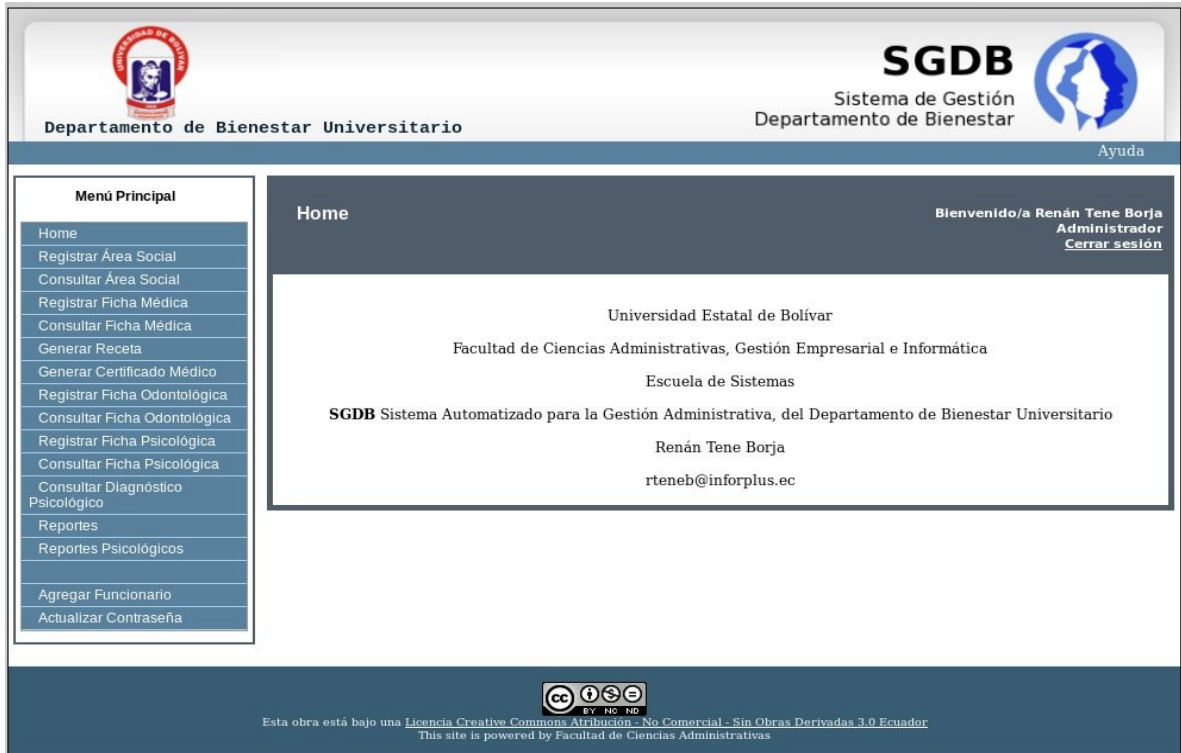 UNIVERSIDAD DE BOLIVAR
Departamento de Bienestar Universitario
SGDB
Sistema de Gestión
Departamento de Bienestar
Ayuda
Menú Principal
Home
Registrar Área Social
Consultar Área Social
Registrar Ficha Médica
Consultar Ficha Médica
Generar Receta
Generar Certificado Médico
Registrar Ficha Odontológica
Consultar Ficha Odontológica
Registrar Ficha Psicológica
Consultar Ficha Psicológica
Consultar Diagnóstico
Psicológico
Reportes
Reportes Psicológicos
Agregar Funcionario
Actualizar Contraseña
Home
Bienvenido/a Renán Tene Borja
Administrador
Cerrar sesión
Universidad Estatal de Bolívar
Facultad de Ciencias Administrativas, Gestión Empresarial e Informática
Escuela de Sistemas
SGDB Sistema Automatizado para la Gestión Administrativa, del Departamento de Bienestar Universitario
Renán Tene Borja
rteneb@inforplus.ec
cc
BY NC ND
Esta obra está bajo una Licencia Creative Commons Atribución - No Comercial - Sin Obras Derivadas 3.0 Ecuador
This site is powered by Facultad de Ciencias Administrativas